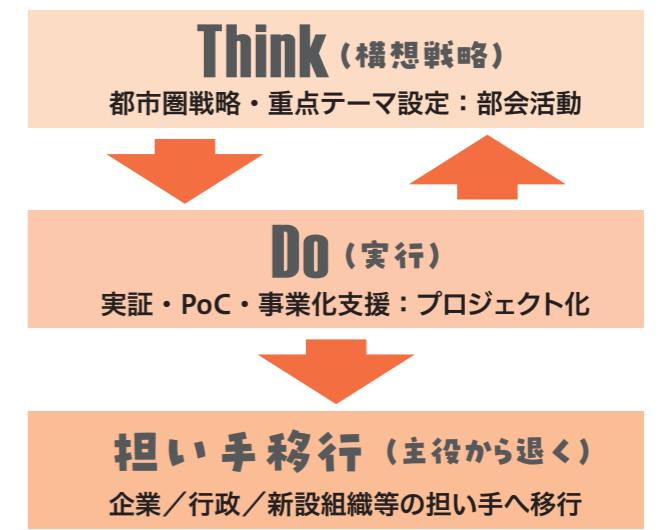 Think（構想戦略）
都市圏戦略・重点テーマ設定：部会活動
Do（実行）
実証・PoC・事業化支援：プロジェクト化
担い手移行（主役から退く）
企業／行政／新設組織等の担い手へ移行